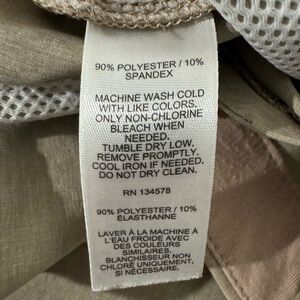 90% POLYESTER / 10%
SPANDEX
MACHINE WASH COLD
WITH LIKE COLORS.
ONLY NON-CHLORINE
BLEACH WHEN
NEEDED.
TUMBLE DRY LOW,
REMOVE PROMPTLY.
COOL IRON IF NEEDED.
DO NOT DRY CLEAN.
RN 134578
90% POLYESTER / 10%
ÉLASTHANNE
LAVER À LA MACHINE À
L'EAU FROIDE AVEC
DES COULEURS
SIMILAIRES,
BLANCHISSEUR NON
CHLORÉ UNIQUEMENT,
SI NÉCESSAIRE.